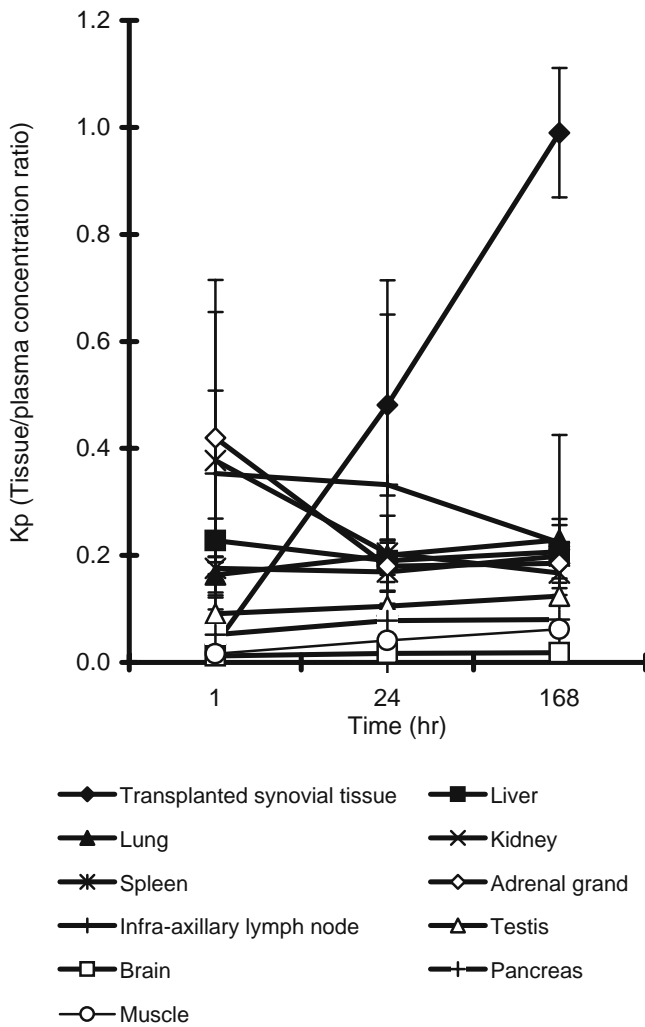 1.2
1.0
0.8
0.6
0.4
0.2
0.0
Kp (Tissue/plasma concentration ratio)
1 24 168
Time (hr)
Transplanted synovial tissue Liver
Lung Kidney
Spleen Adrenal grand
Infra-axillary lymph node Testis
Brain Pancreas
Muscle